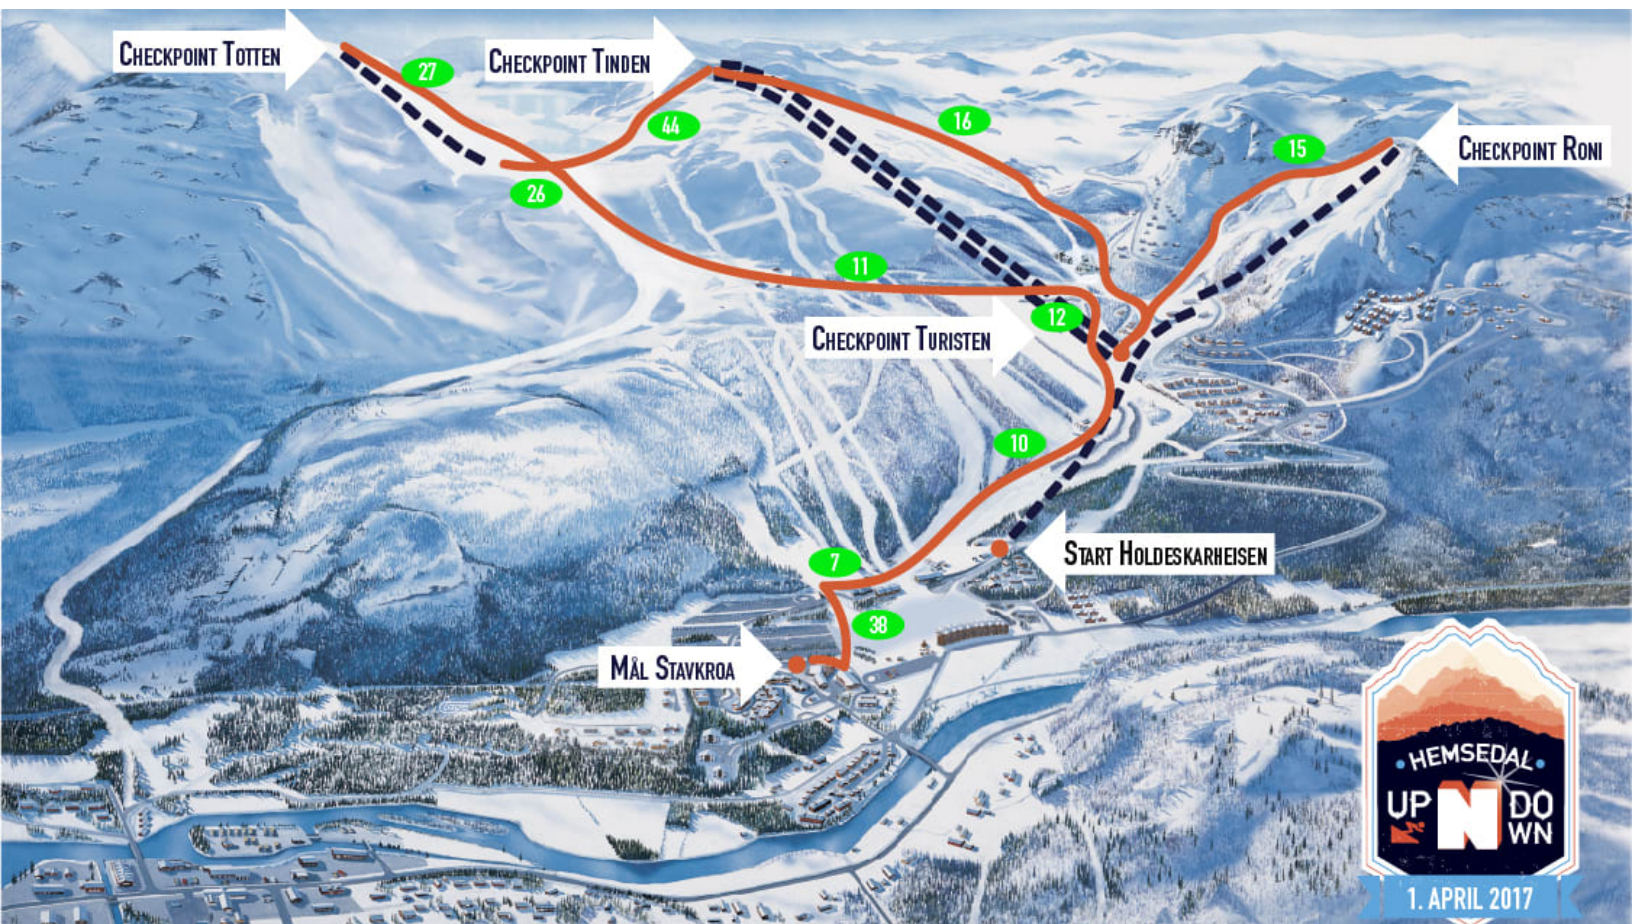 CHECKPOINT TOTTEN
CHECKPOINT TINDEN
27
44
16
15
CHECKPOINT RONI
26
11
12
CHECKPOINT TURISTEN
10
START HOLDESKARHEISEN
7
38
MÅL STAVKROA
HEMSEDAL
UP N DO
WN
1. APRIL 2017